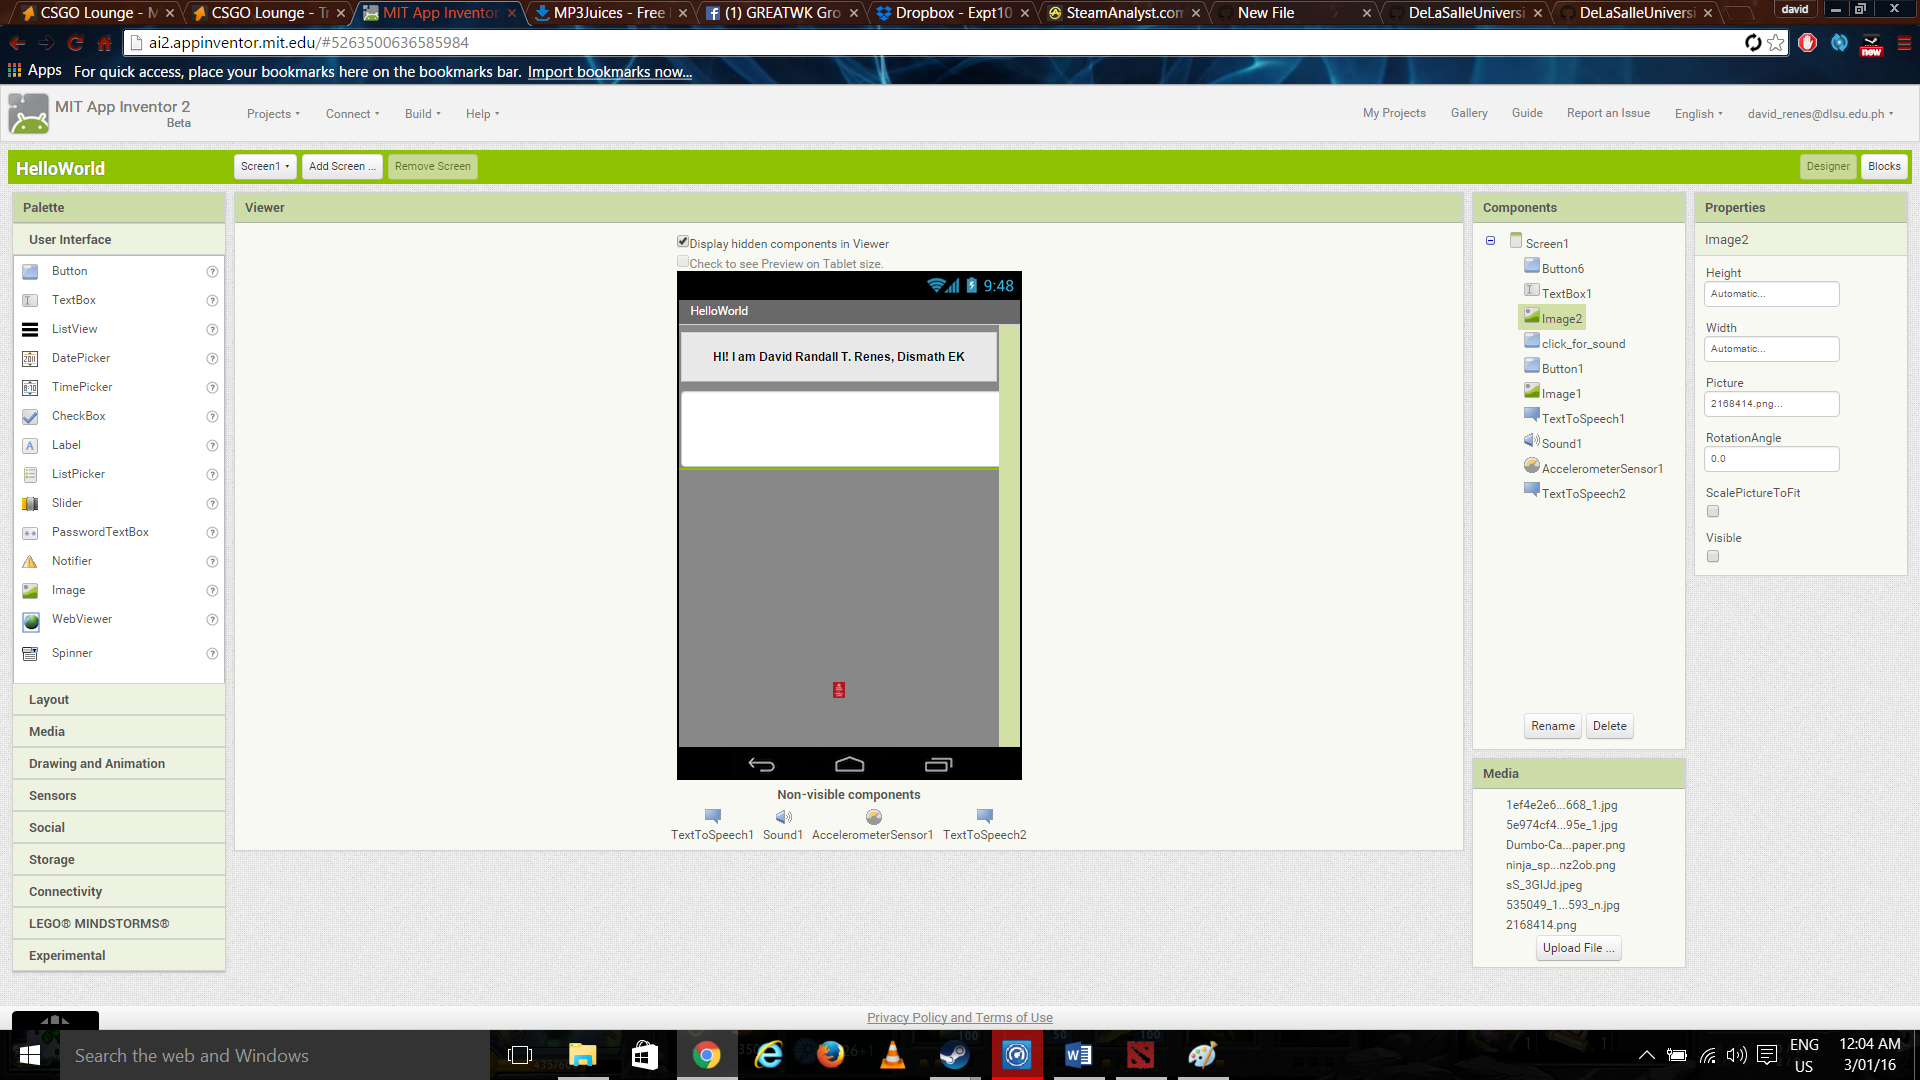 CSGO Lounge - M
CSGO Lounge - Tr
MIT App Inventor
MP3Juices - Free
(1) GREATWK Gro
Dropbox - Expt10
SteamAnalyst.com
New File
DeLaSalleUniversi
DeLaSalleUniversi
david
ai2.appinventor.mit.edu/#5263500636585984
new
Apps For quick access, place your bookmarks here on the bookmarks bar. Import bookmarks now...
MIT App Inventor 2
Beta
Projects
Connect
Build
Help
My Projects
Gallery
Guide
Report an Issue
English
david_renes@dlsu.edu.ph
HelloWorld
Screen1
Add Screen ...
Remove Screen
Designer
Blocks
Palette
User Interface
Button
TextBox
ListView
DatePicker
TimePicker
CheckBox
Label
ListPicker
Slider
PasswordTextBox
Notifier
Image
WebViewer
Spinner
Layout
Media
Drawing and Animation
Sensors
Social
Storage
Connectivity
LEGO® MINDSTORMS®
Experimental
Viewer
Display hidden components in Viewer
Check to see Preview on Tablet size.
9:48
HelloWorld
HI! I am David Randall T. Renes, Dismath EK
Non-visible components
TextToSpeech1
Sound1
AccelerometerSensor1
TextToSpeech2
Components
Screen1
Button6
TextBox1
Image2
click_for_sound
Button1
Image1
TextToSpeech1
Sound1
AccelerometerSensor1
TextToSpeech2
Rename
Delete
Media
1ef4e2e6...668_1.jpg
5e974cf4...95e_1.jpg
Dumbo-Ca...paper.png
ninja_sp...nz2ob.png
sS_3GIJd.jpeg
535049_1...593_n.jpg
2168414.png
Upload File ...
Properties
Image2
Height
Automatic...
Width
Automatic...
Picture
2168414.png...
RotationAngle
0.0
ScalePictureToFit
Visible
Privacy Policy and Terms of Use
Search the web and Windows
ENG
US
12:04 AM
3/01/16